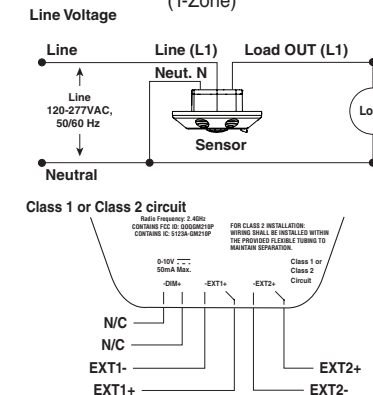 (1-Zone)
Line Voltage
Line
Line (L1)
Load OUT (L1)
Neut. N
Line
120-277VAC,
50/60 Hz
Lo
Sensor
Neutral
Class 1 or Class 2 circuit
Radio Frequency: 2.4GHz
CONTAINS FCC ID: QOQGM210P
CONTAINS IC: 5123A-GM210P
FOR CLASS 2 INSTALLATION:
WIRING SHALL BE INSTALLED WITHIN
THE PROVIDED FLEXIBLE TUBING TO
MAINTAIN SEPARATION.
0-10V
50mA Max.
Class 1 or
Class 2
Circuit
-DIM+
-EXT1+
-EXT2+
N/C
N/C
EXT1-
EXT2+
EXT1+
EXT2-